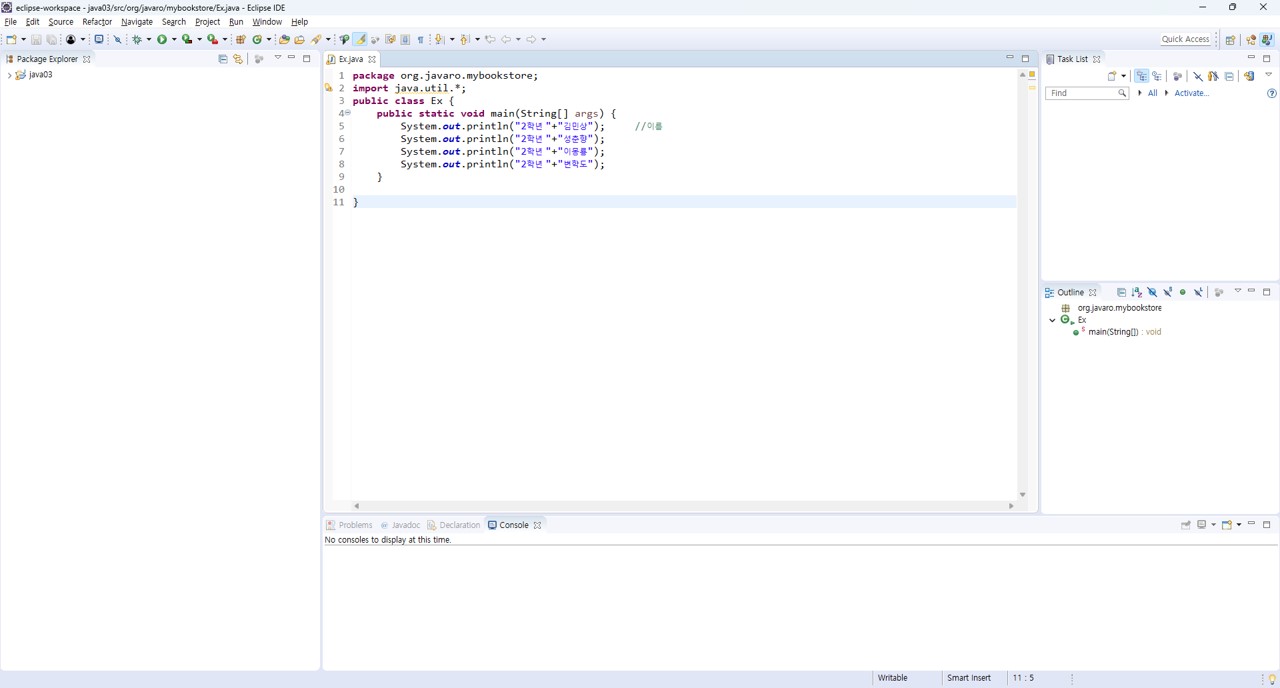 eclipse-workspace - java03/src/org/javaro/mybookstore/Ex.java - Eclipse IDE
File Edit Source Refactor Navigate Search Project Run Window Help
Quick Access
Package Explorer
java03
Ex.java
1 package org.javaro.mybookstore;
2 import java.util.*;
3 public class Ex {
4 public static void main(String[] args) {
5 System.out.println("2학년 "+"김민상"); //이름
6 System.out.println("2학년 "+"성춘향");
7 System.out.println("2학년 "+"이몽룡");
8 System.out.println("2학년 "+"변학도");
9 }
10
11 }
Task List
Find All Activate...
Outline
org.javaro.mybookstore
Ex
main(String[]) : void
Problems Javadoc Declaration Console
No consoles to display at this time.
Writable Smart Insert 11 : 5